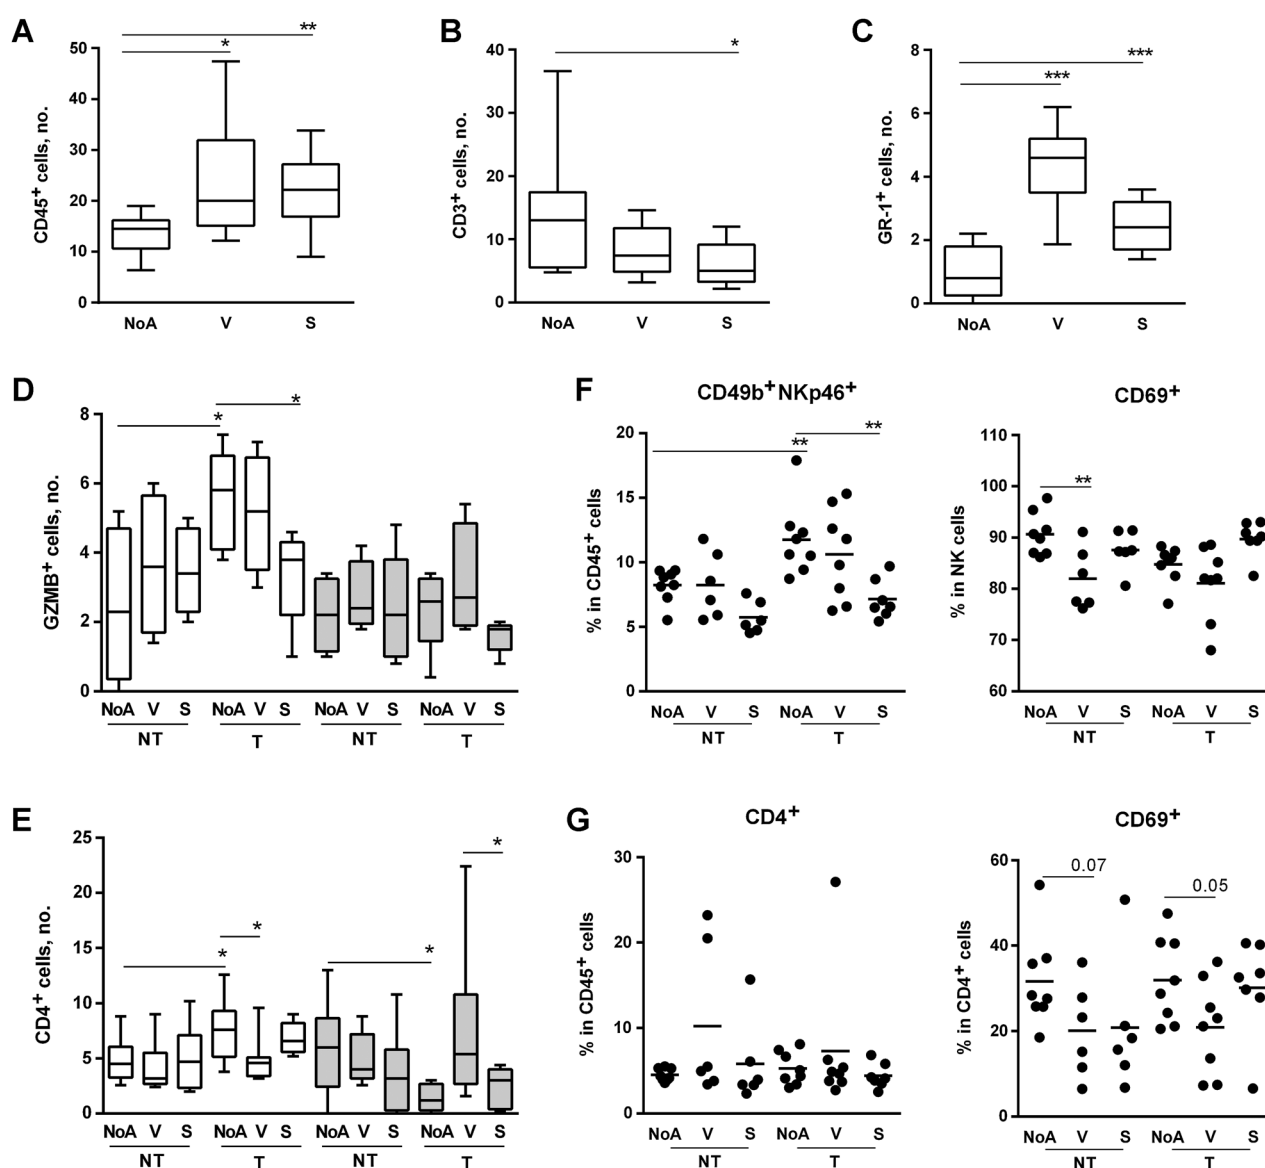 A
CD45+ cells, no.
50
40
30
20
10
0
*
**
NoA V S
B
CD3+ cells, no.
40
30
20
10
0
*
NoA V S
C
GR-1+ cells, no.
8
6
4
2
0
***
***
NoA V S
D
GZMB+ cells, no.
8
6
4
2
0
*
*
NoA V S NoA V S NoA V S NoA V S
NT T NT T
F
CD49b+NKp46+
% in CD45+ cells
20
15
10
5
0
**
**
NoA V S NoA V S
NT T
CD69+
% in NK cells
110
100
90
80
70
60
**
NoA V S NoA V S
NT T
E
CD4+ cells, no.
25
20
15
10
5
0
*
*
*
*
NoA V S NoA V S NoA V S NoA V S
NT T NT T
G
CD4+
% in CD45+ cells
30
20
10
0
NoA V S NoA V S
NT T
CD69+
% in CD4+ cells
60
40
20
0
0.07
0.05
NoA V S NoA V S
NT T